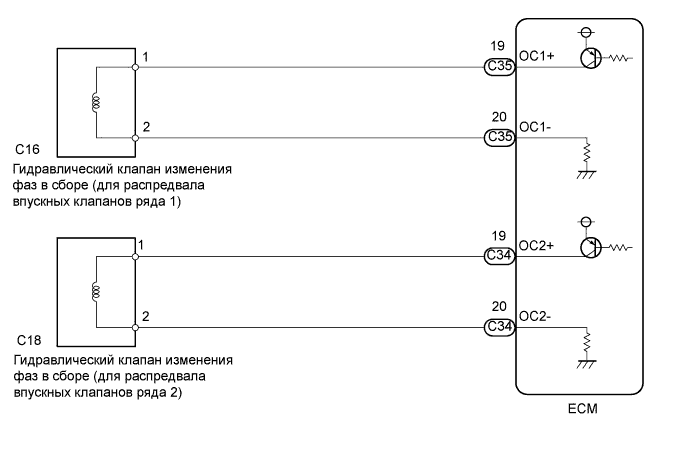 1
19
C35
OC1+
2
20
C35
OC1-
C16
Гидравлический клапан изменения
фаз в сборе (для распредвала
впускных клапанов ряда 1)
1
19
C34
OC2+
2
20
C34
OC2-
C18
Гидравлический клапан изменения
фаз в сборе (для распредвала
впускных клапанов ряда 2)
ECM